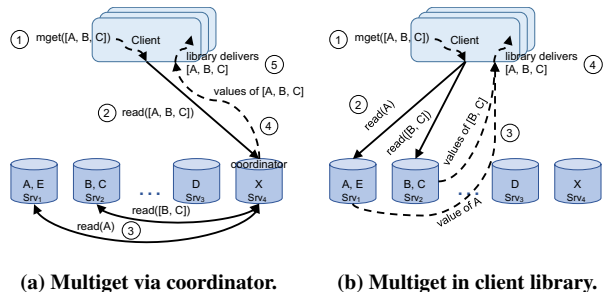 1 mget([A, B, C]) Client
library delivers [A, B, C]
5
values of [A, B, C]
2 read([A, B, C])
4
coordinator
A, E Srv1
B, C Srv2
...
D Srv3
X Srv4
read([B, C])
read(A) 3
(a) Multiget via coordinator.
1 mget([A, B, C]) Client
library delivers [A, B, C]
4
2
read(A)
read([B, C])
values of [B, C]
3
A, E Srv1
B, C Srv2
...
D Srv3
X Srv4
value of A
(b) Multiget in client library.